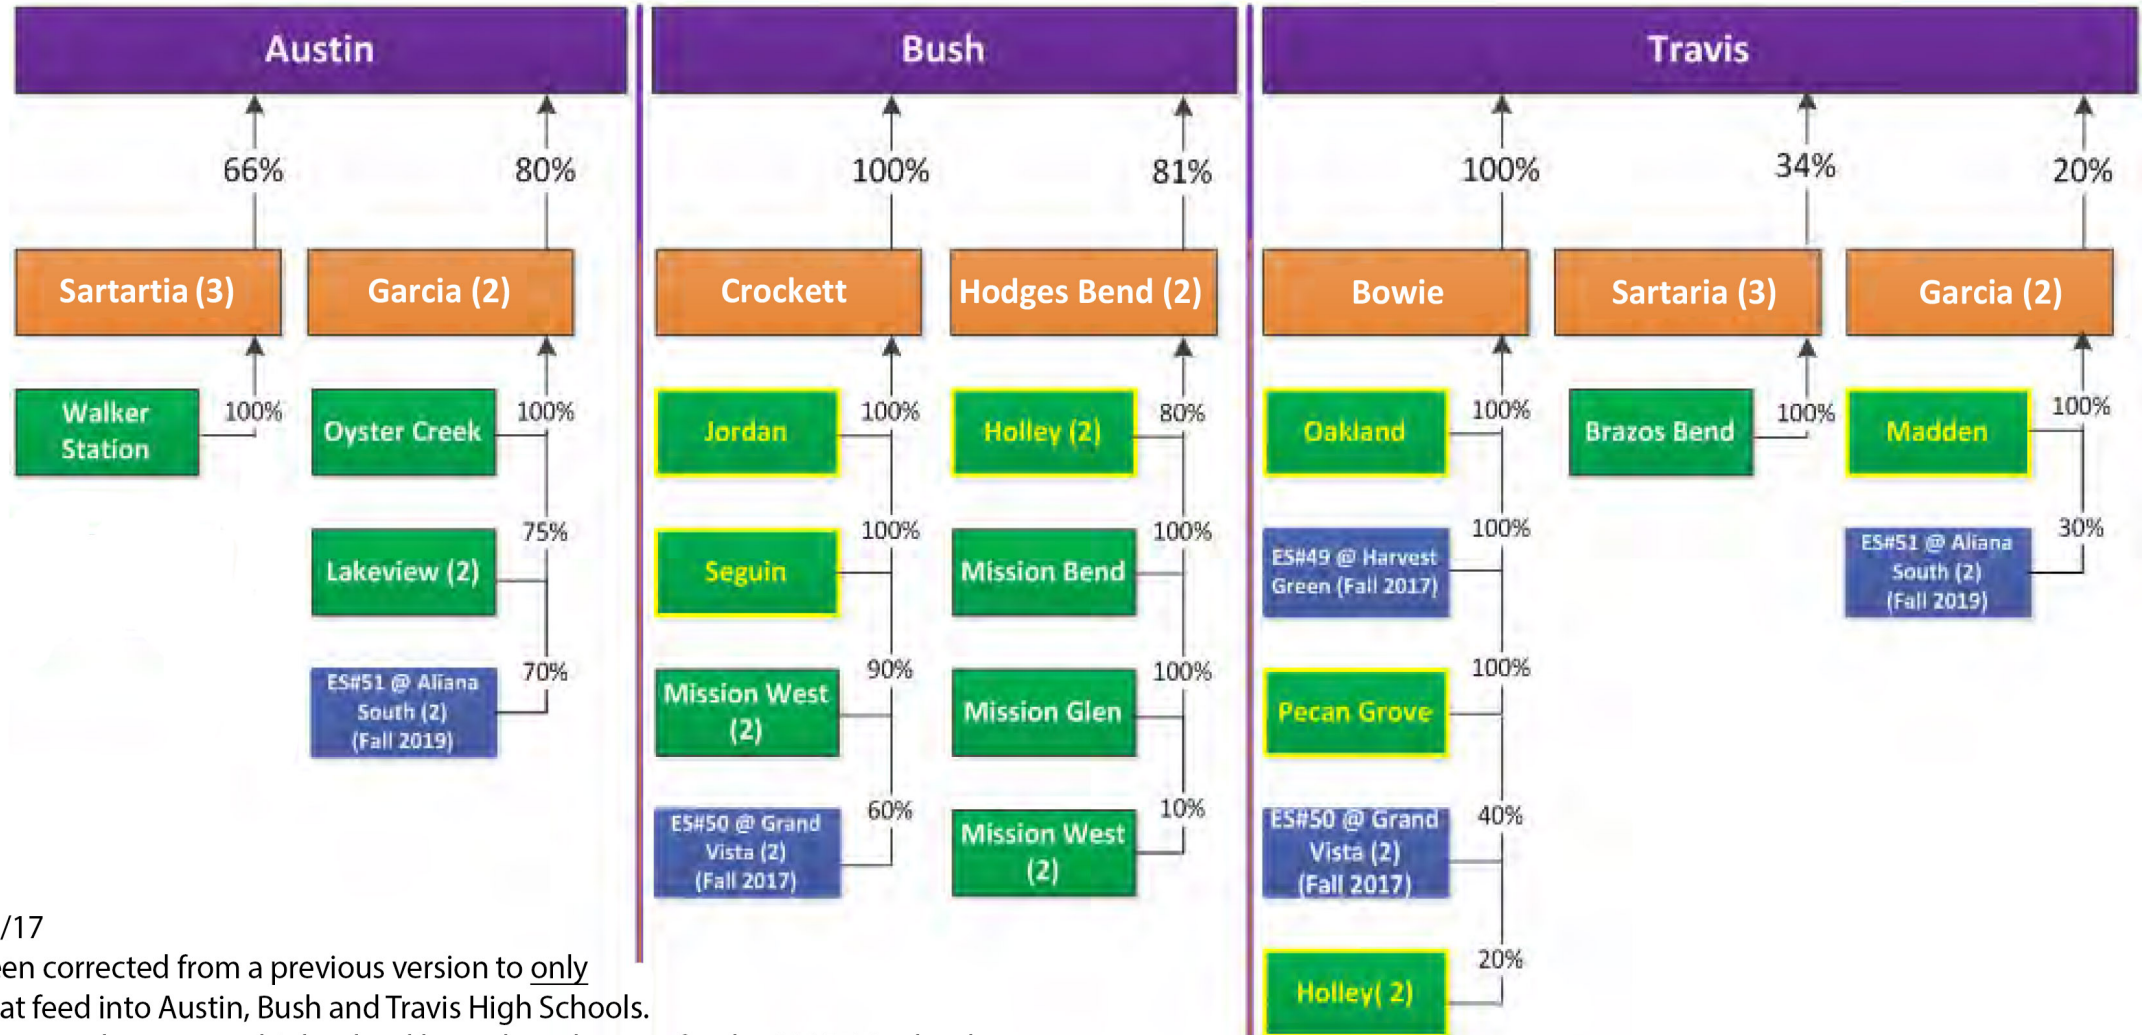 Austin
Bush
Travis
66%
80%
100%
81%
100%
34%
20%
Sartartia (3)
Garcia (2)
Crockett
Hodges Bend (2)
Bowie
Sartaria (3)
Garcia (2)
Walker
Station
100%
Oyster Creek
100%
Jordan
100%
Holley (2)
80%
Oakland
100%
Brazos Bend
100%
Madden
100%
Lakeview (2)
75%
Seguin
100%
Mission Bend
100%
ES#49 @ Harvest
Green (Fall 2017)
100%
ES#51 @ Aliana
South (2)
(Fall 2019)
30%
ES#51 @ Aliana
South (2)
(Fall 2019)
70%
Mission West
(2)
90%
Mission Glen
100%
Pecan Grove
100%
ES#50 @ Grand
Vista (2)
(Fall 2017)
60%
Mission West
(2)
10%
ES#50 @ Grand
Vista (2)
(Fall 2017)
40%
Holley( 2)
20%
/17
een corrected from a previous version to only
at feed into Austin, Bush and Travis High Schools.